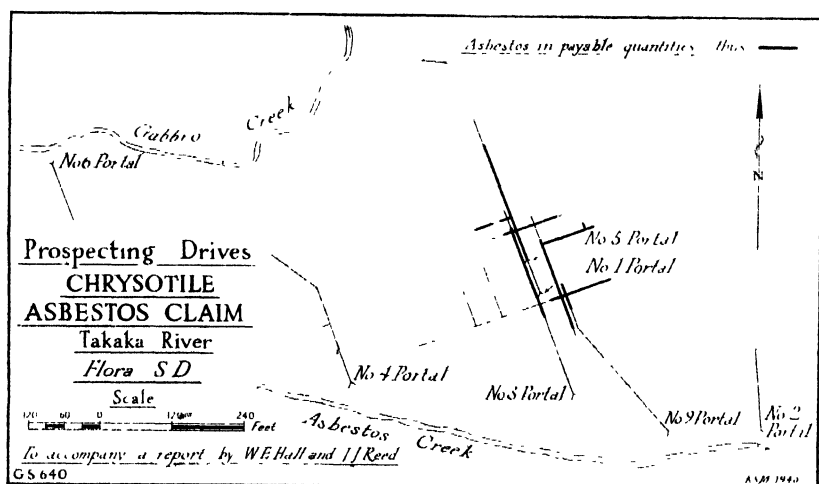 Asbestos in payable quantities thus
Gabbro Creek
No 6 Portal
N
No 5 Portal
No 1 Portal
Prospecting Drives
CHRYSOTILE
ASBESTOS CLAIM
Takaka River
Flora S D
Scale
120 60 0 120 240
Feet
No 4 Portal
Portal
No 9 Portal
No 2
Portal
Asbestos Creek
To accompany a report by W.E.Hall and I.J.Reed
GS 640